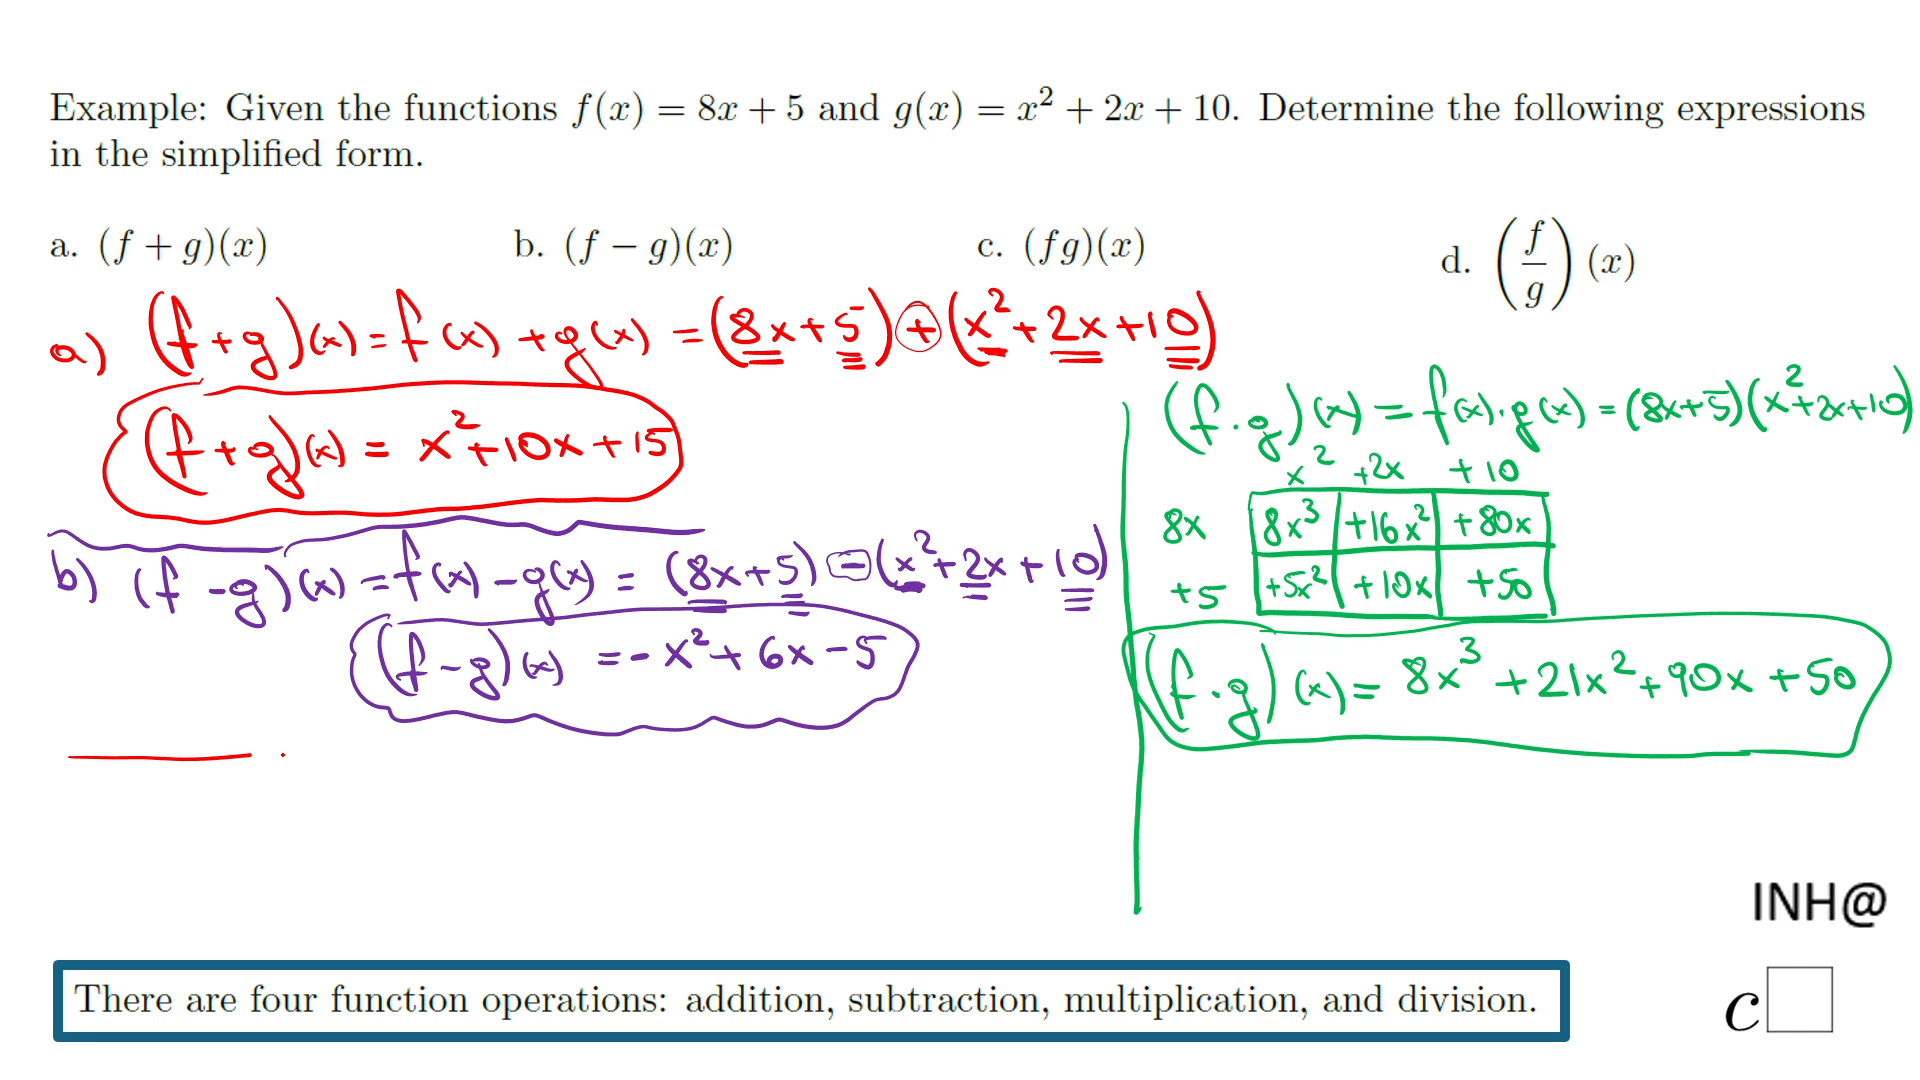 Example: Given the functions f(x) = 8x + 5 and g(x) = x² + 2x + 10. Determine the following expressions
in the simplified form.
a. (f + g)(x)   b. (f − g)(x)   c. (fg)(x)   d. (f/g)(x)
a) (f+g)(x) = f(x) + g(x) = (8x+5)+(x²+2x+10)
(f+g)(x) = x²+10x+15
b) (f-g)(x) = f(x) - g(x) = (8x+5)-(x²+2x+10)
(f-g)(x) = -x²+6x-5
(f·g)(x) = f(x)·g(x) = (8x+5)(x²+2x+10)
x² +2x +10
8x 8x³ +16x² +80x
+5 +5x² +10x +50
(f·g)(x) = 8x³+21x²+90x+50
INH@
There are four function operations: addition, subtraction, multiplication, and division.
c